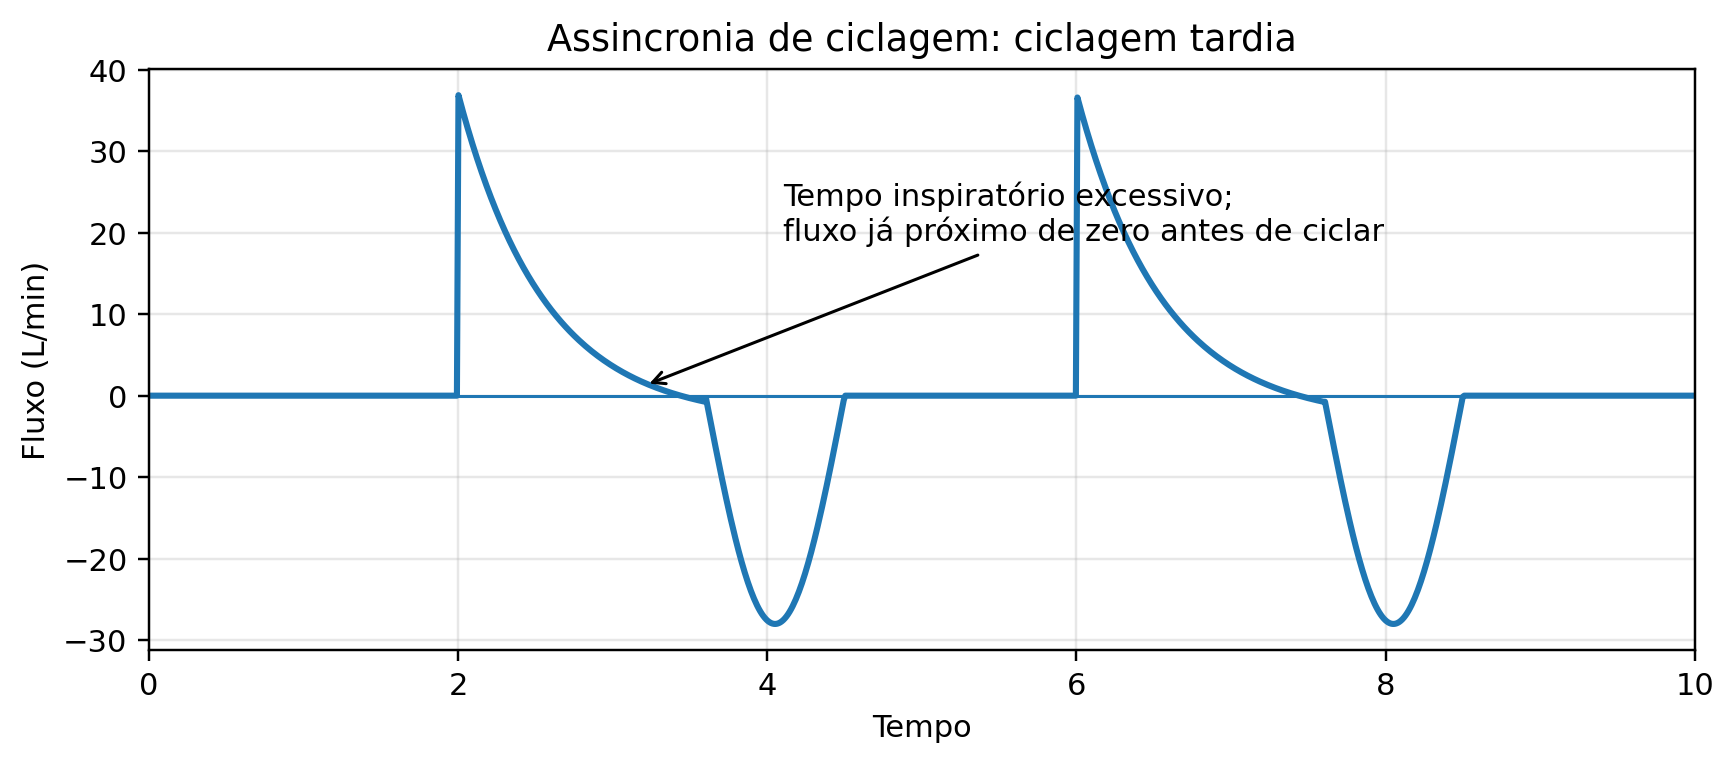 Assincronia de ciclagem: ciclagem tardia
40
30
20
10
0
−10
−20
−30
Fluxo (L/min)
Tempo inspiratório excessivo;
fluxo já próximo de zero antes de ciclar
0 2 4 6 8 10
Tempo